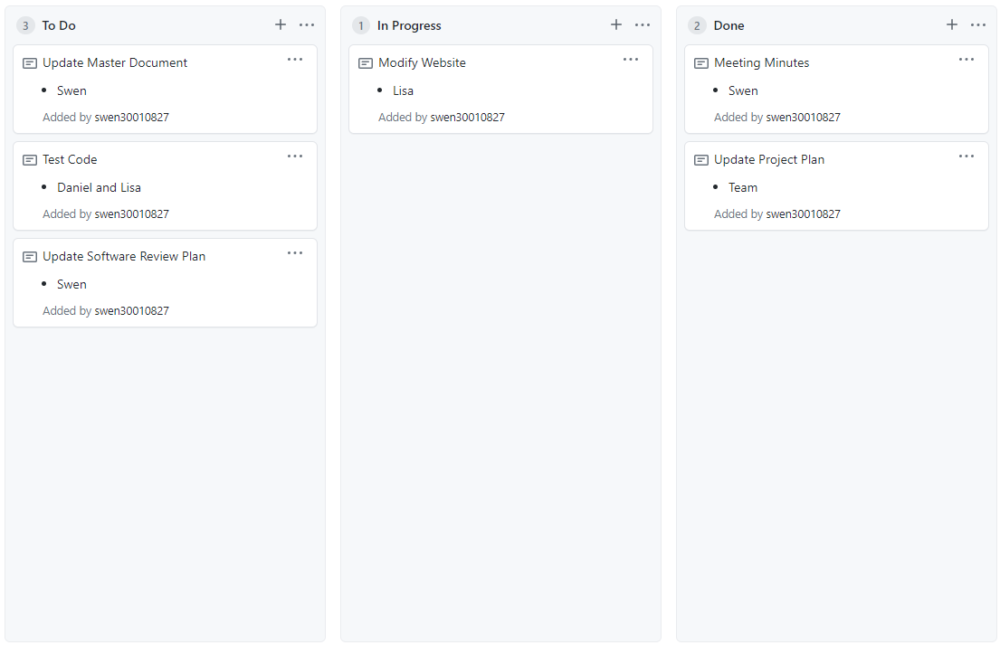 3 To Do
Update Master Document
Swen
Added by swen30010827
Test Code
Daniel and Lisa
Added by swen30010827
Update Software Review Plan
Swen
Added by swen30010827
1 In Progress
Modify Website
Lisa
Added by swen30010827
2 Done
Meeting Minutes
Swen
Added by swen30010827
Update Project Plan
Team
Added by swen30010827